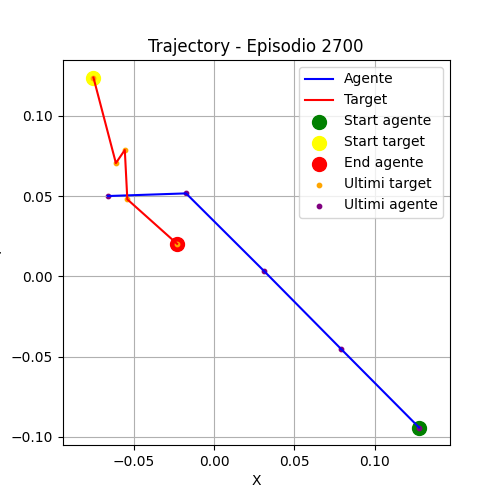 Trajectory - Episodio 2700
Agente
Target
Start agente
Start target
End agente
Ultimi target
Ultimi agente
0.10
0.05
0.00
−0.05
−0.10
−0.05
0.00
0.05
0.10
X